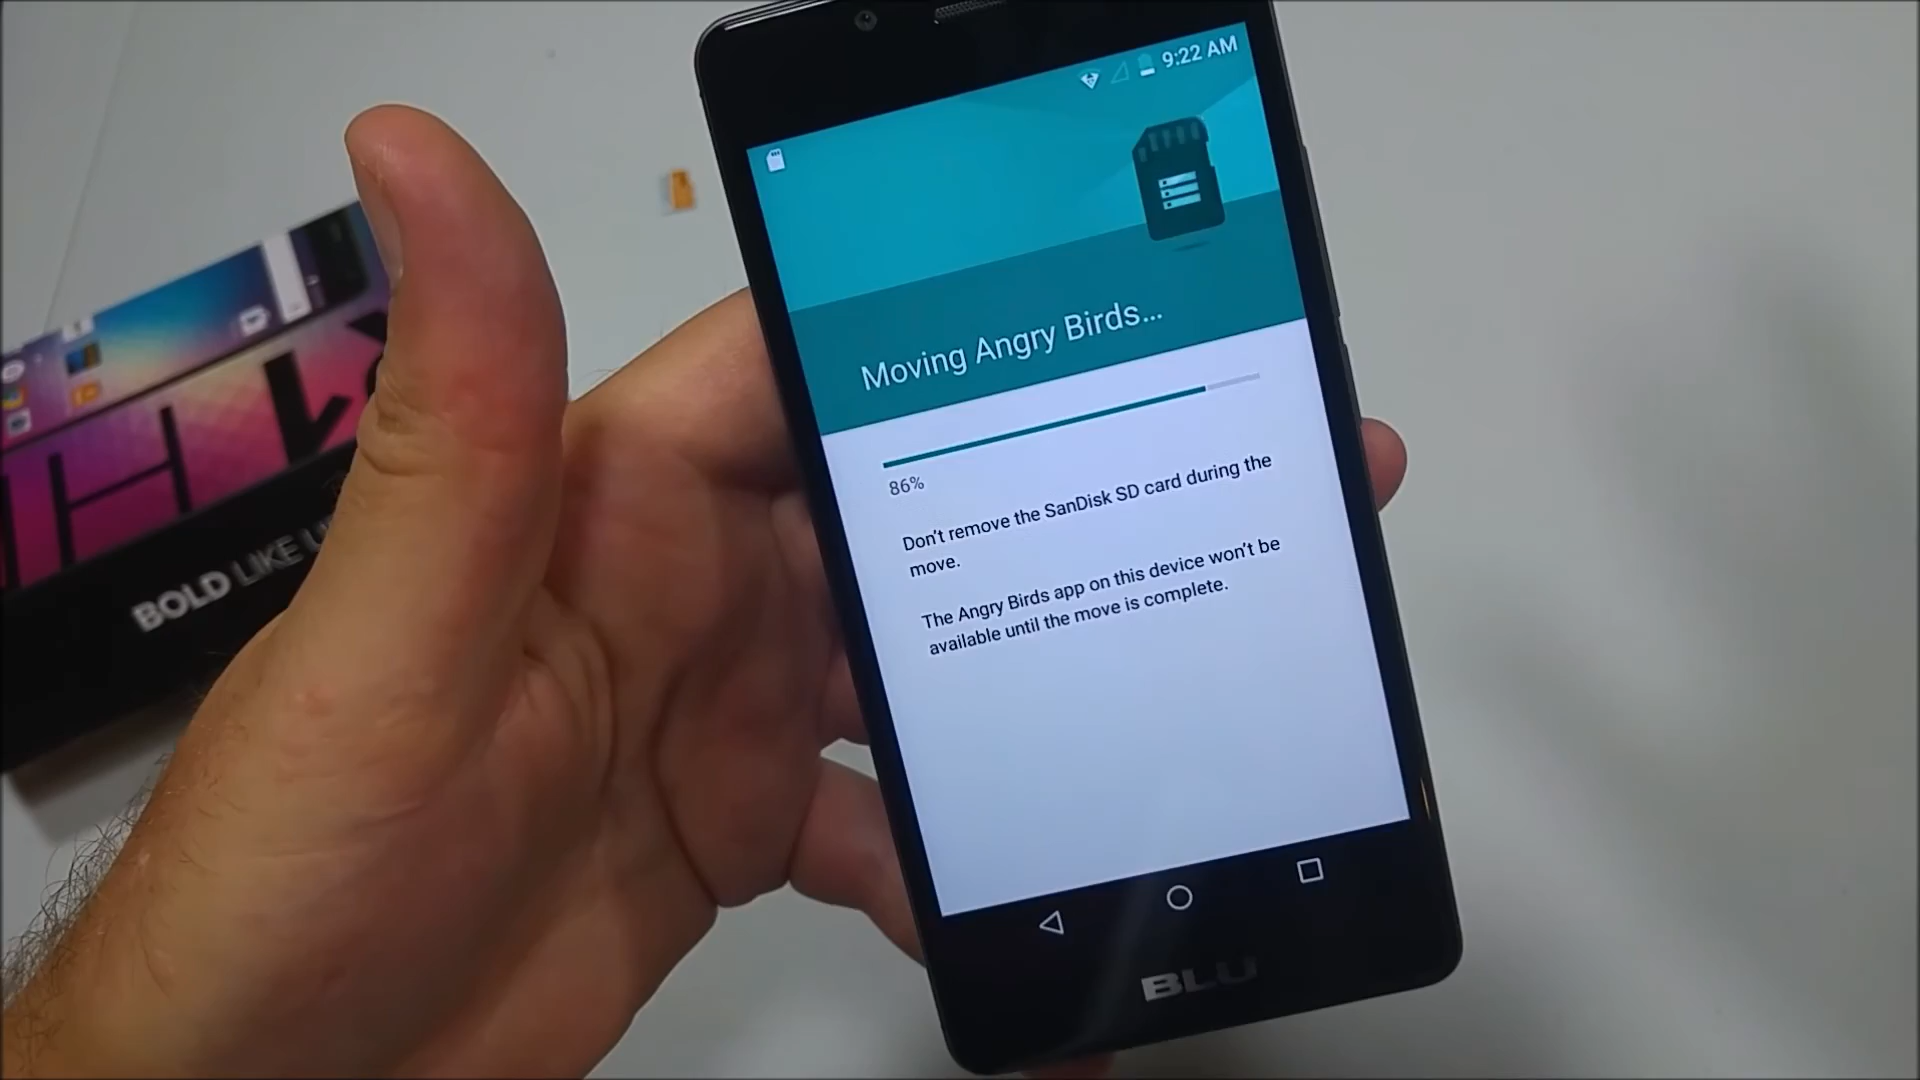 9:22 AM
Moving Angry Birds...
86%
Don't remove the SanDisk SD card during the
move.
The Angry Birds app on this device won't be
available until the move is complete.
BLU
BOLD LIKE